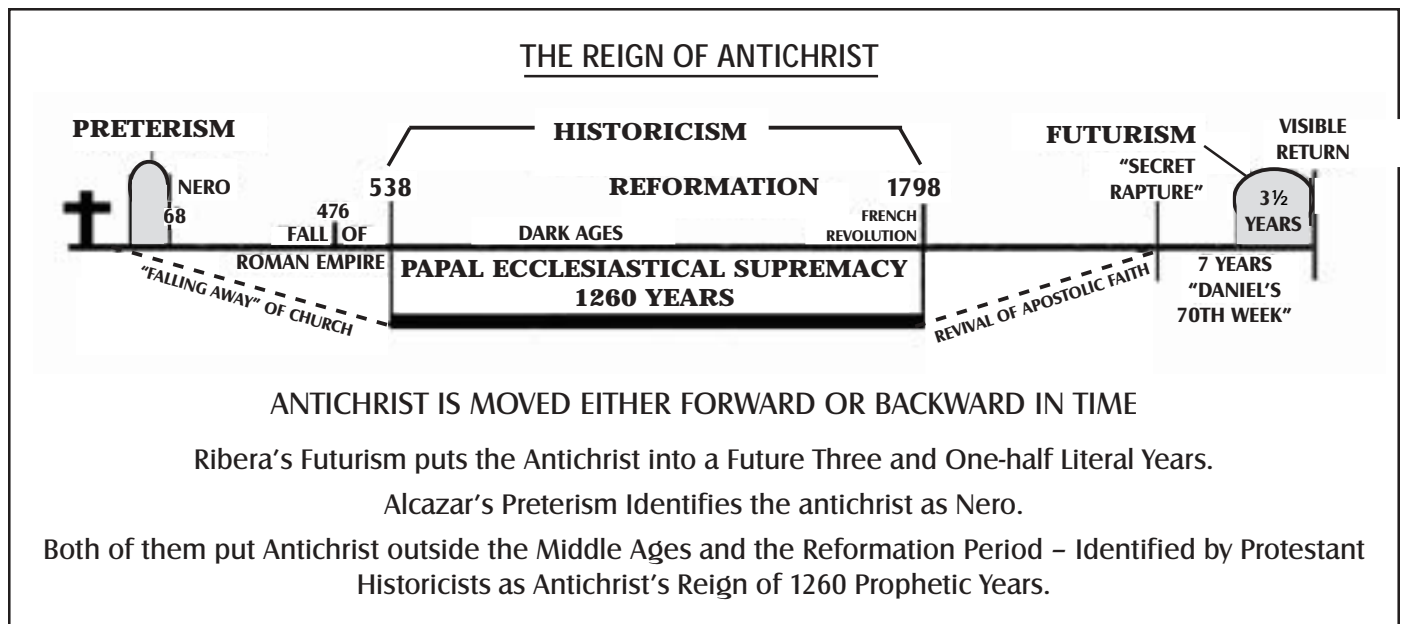 THE REIGN OF ANTICHRIST
PRETERISM
NERO
68
476
FALL OF
ROMAN EMPIRE
"FALLING AWAY" OF CHURCH
538
HISTORICISM
REFORMATION
1798
FRENCH
REVOLUTION
DARK AGES
PAPAL ECCLESIASTICAL SUPREMACY
1260 YEARS
REVIVAL OF APOSTOLIC FAITH
FUTURISM
"SECRET
RAPTURE"
VISIBLE
RETURN
3½
YEARS
7 YEARS
"DANIEL'S
70TH WEEK"
ANTICHRIST IS MOVED EITHER FORWARD OR BACKWARD IN TIME
Ribera's Futurism puts the Antichrist into a Future Three and One-half Literal Years.
Alcazar's Preterism Identifies the antichrist as Nero.
Both of them put Antichrist outside the Middle Ages and the Reformation Period – Identified by Protestant
Historicists as Antichrist's Reign of 1260 Prophetic Years.